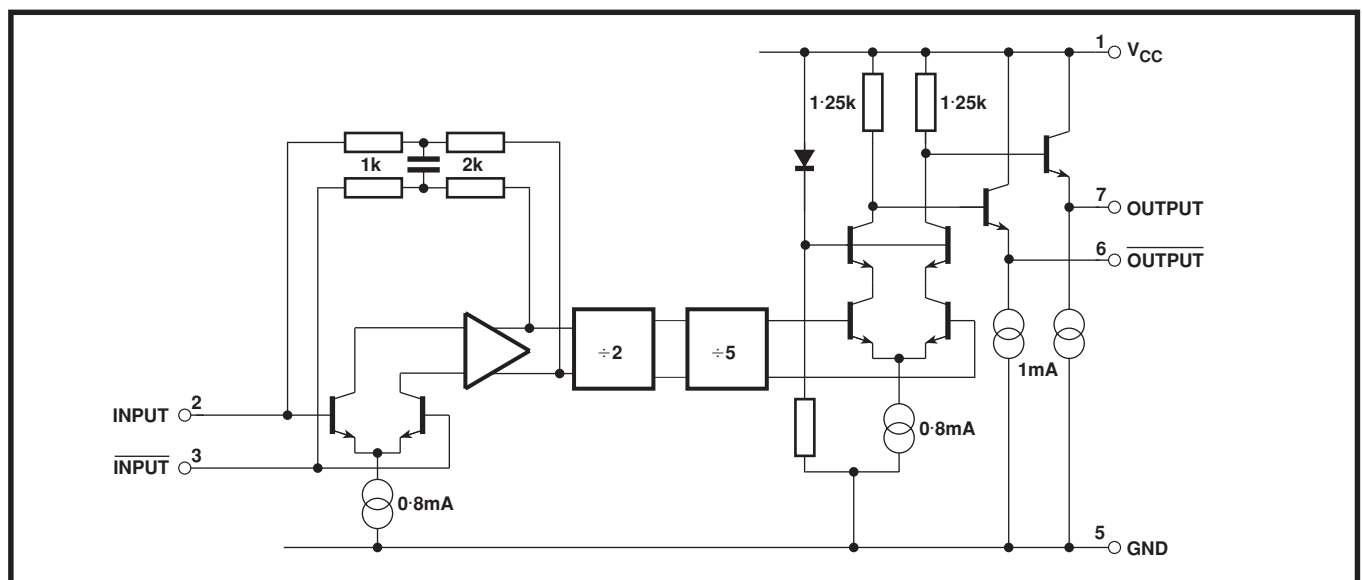 1 V_CC
1·25k 1·25k
1k 2k
7 OUTPUT
6 OUTPUT
÷2 ÷5
1mA
INPUT 2
0·8mA
INPUT 3
0·8mA
5 GND